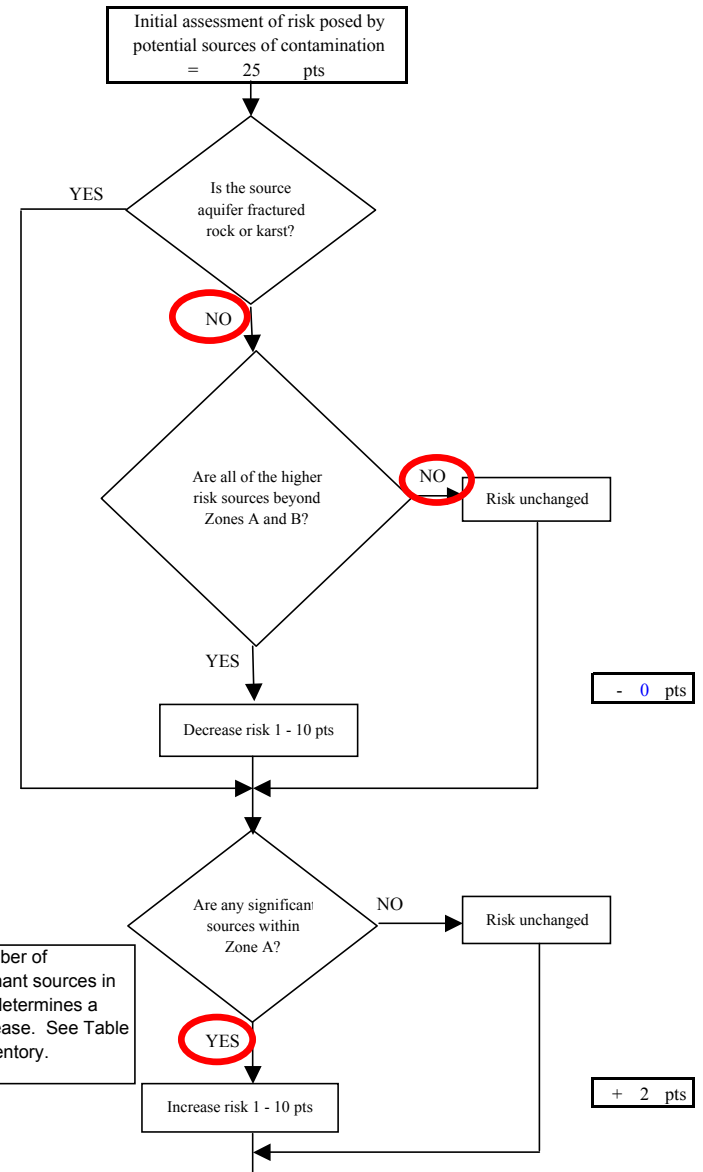 Initial assessment of risk posed by
potential sources of contamination
= 25 pts
Is the source
aquifer fractured
rock or karst?
YES
NO
Are all of the higher
risk sources beyond
Zones A and B?
NO
Risk unchanged
YES
- 0 pts
Decrease risk 1 - 10 pts
Are any significant
sources within
Zone A?
NO
Risk unchanged
ber of
nant sources in
determines a
ease. See Table
entory.
YES
Increase risk 1 - 10 pts
+ 2 pts